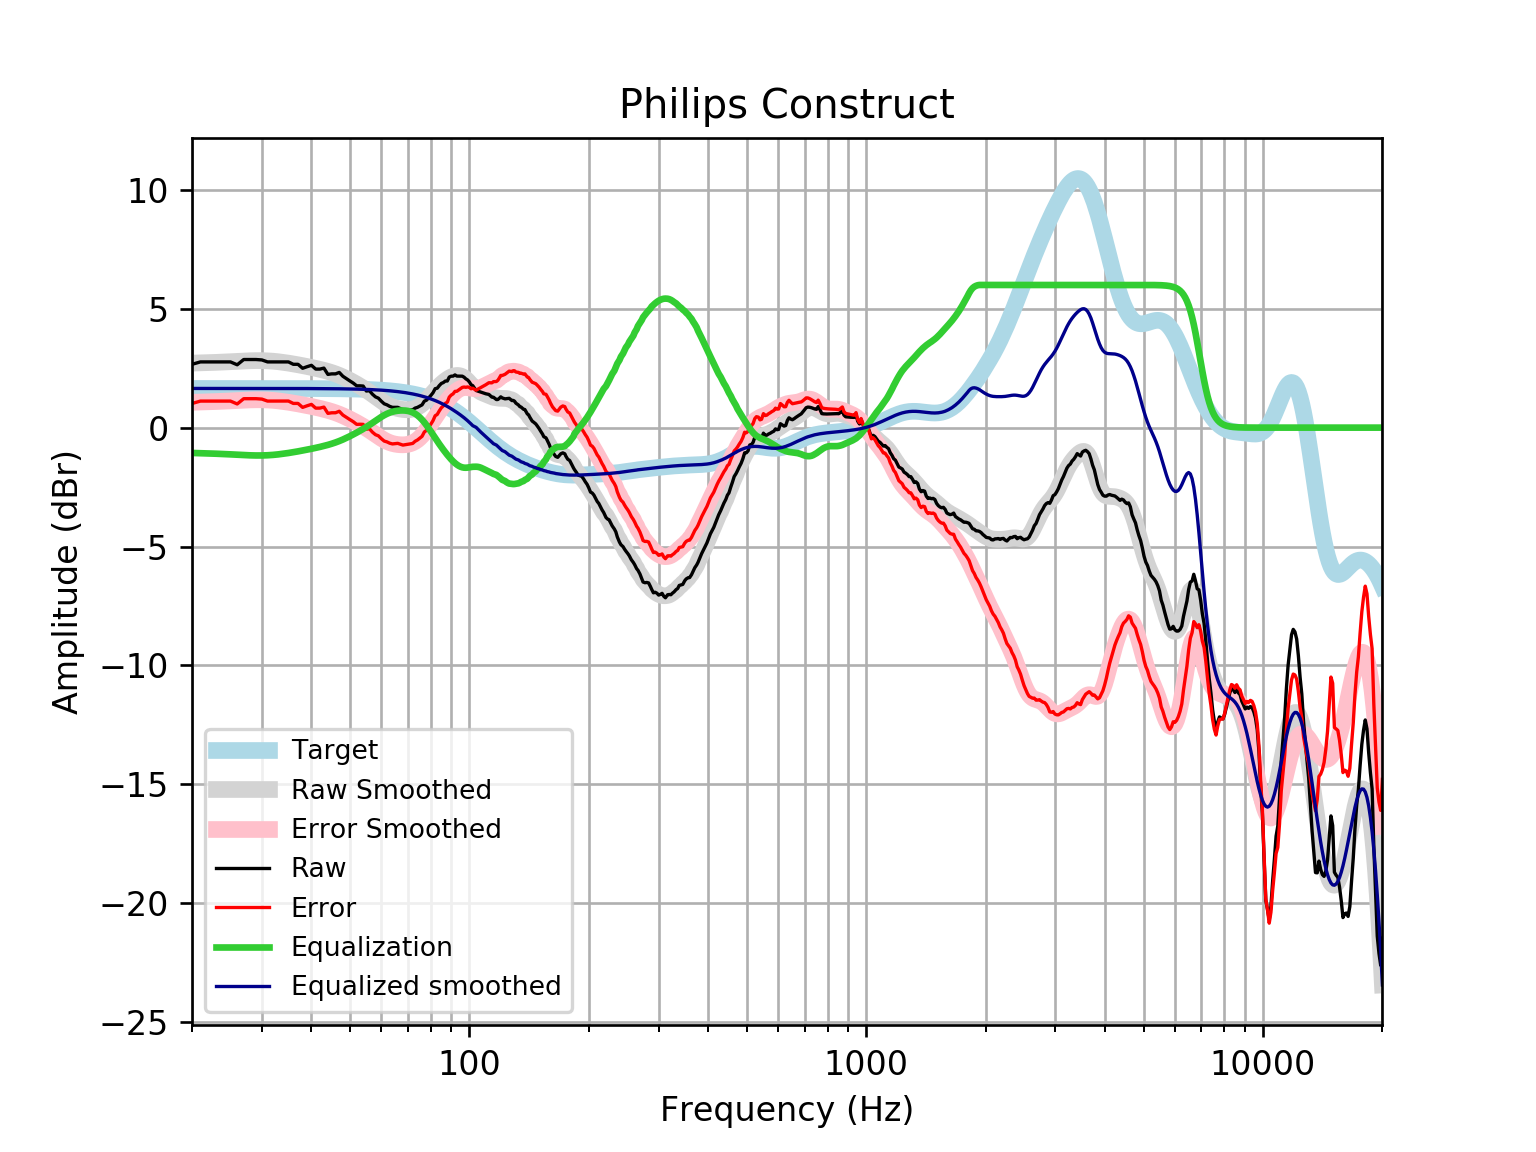 Philips Construct
10
5
0
−5
−10
−15
−20
−25
Amplitude (dBr)
Target
Raw Smoothed
Error Smoothed
Raw
Error
Equalization
Equalized smoothed
100 1000 10000
Frequency (Hz)